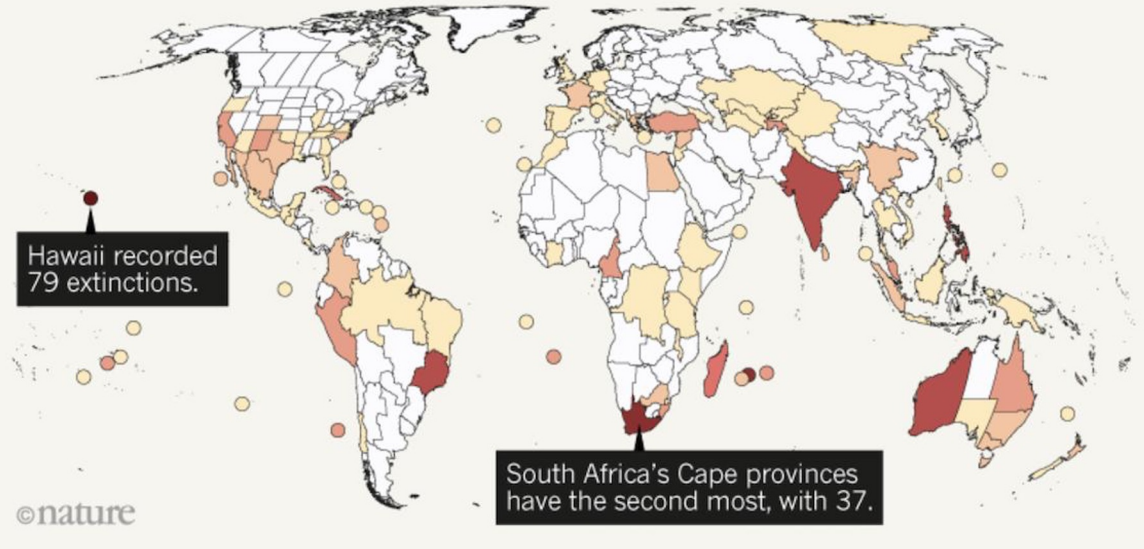 Hawaii recorded
79 extinctions.
South Africa's Cape provinces
have the second most, with 37.
©nature